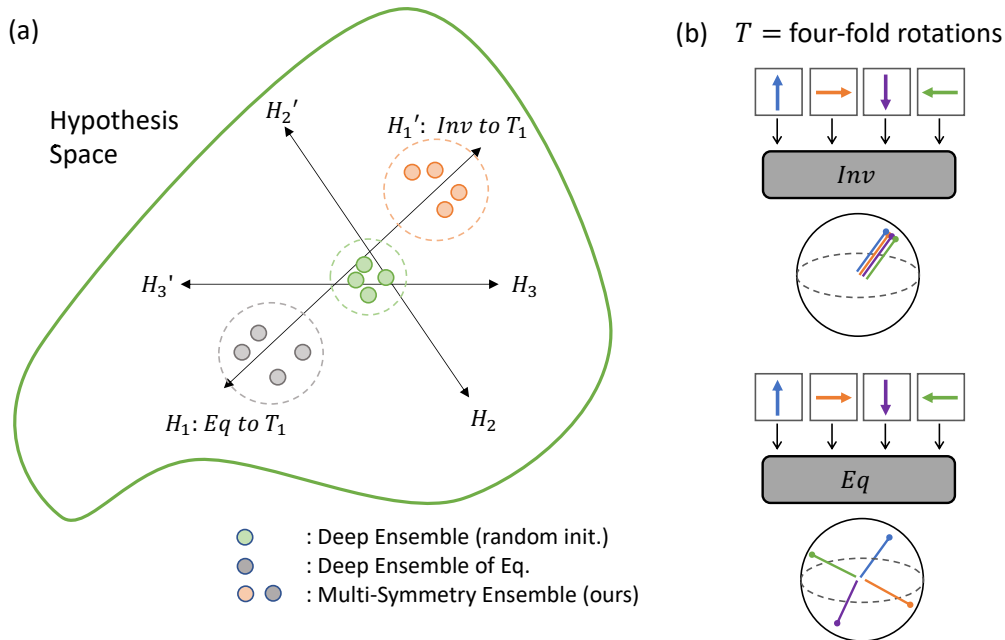 (a)
Hypothesis
Space
H₂′
H₁′: Inv to T₁
H₃′
H₃
H₁: Eq to T₁
H₂
: Deep Ensemble (random init.)
: Deep Ensemble of Eq.
: Multi-Symmetry Ensemble (ours)
(b) T = four-fold rotations
Inv
Eq